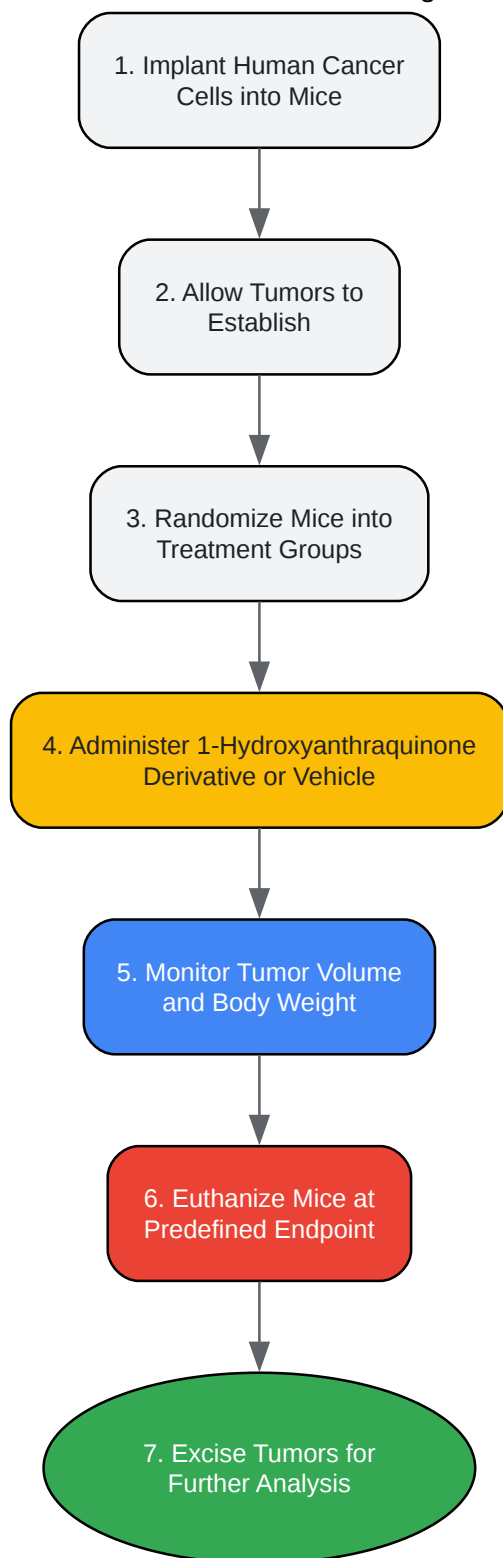 1. Implant Human Cancer
Cells into Mice
2. Allow Tumors to
Establish
3. Randomize Mice into
Treatment Groups
4. Administer 1-Hydroxyanthraquinone
Derivative or Vehicle
5. Monitor Tumor Volume
and Body Weight
6. Euthanize Mice at
Predefined Endpoint
7. Excise Tumors for
Further Analysis